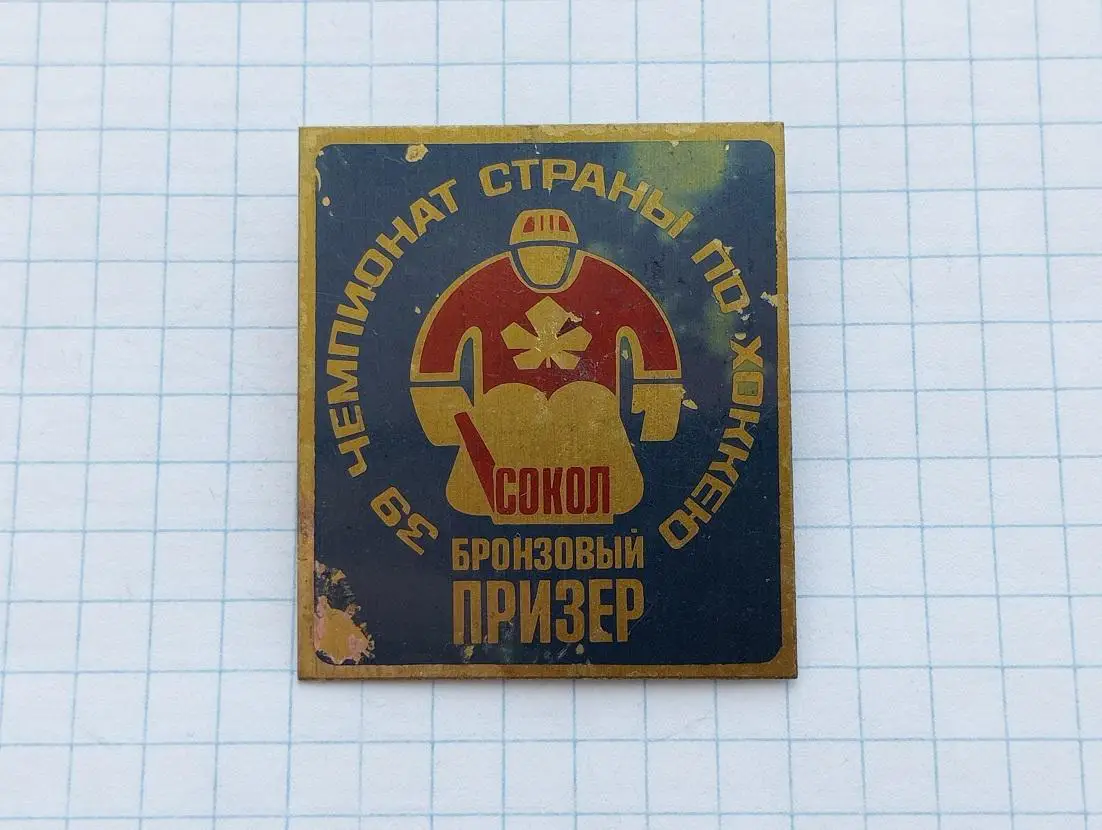 39 ЧЕМПИОНАТ СТРАНЫ ПО ХОККЕЮ
СОКОЛ
БРОНЗОВЫЙ
ПРИЗЕР